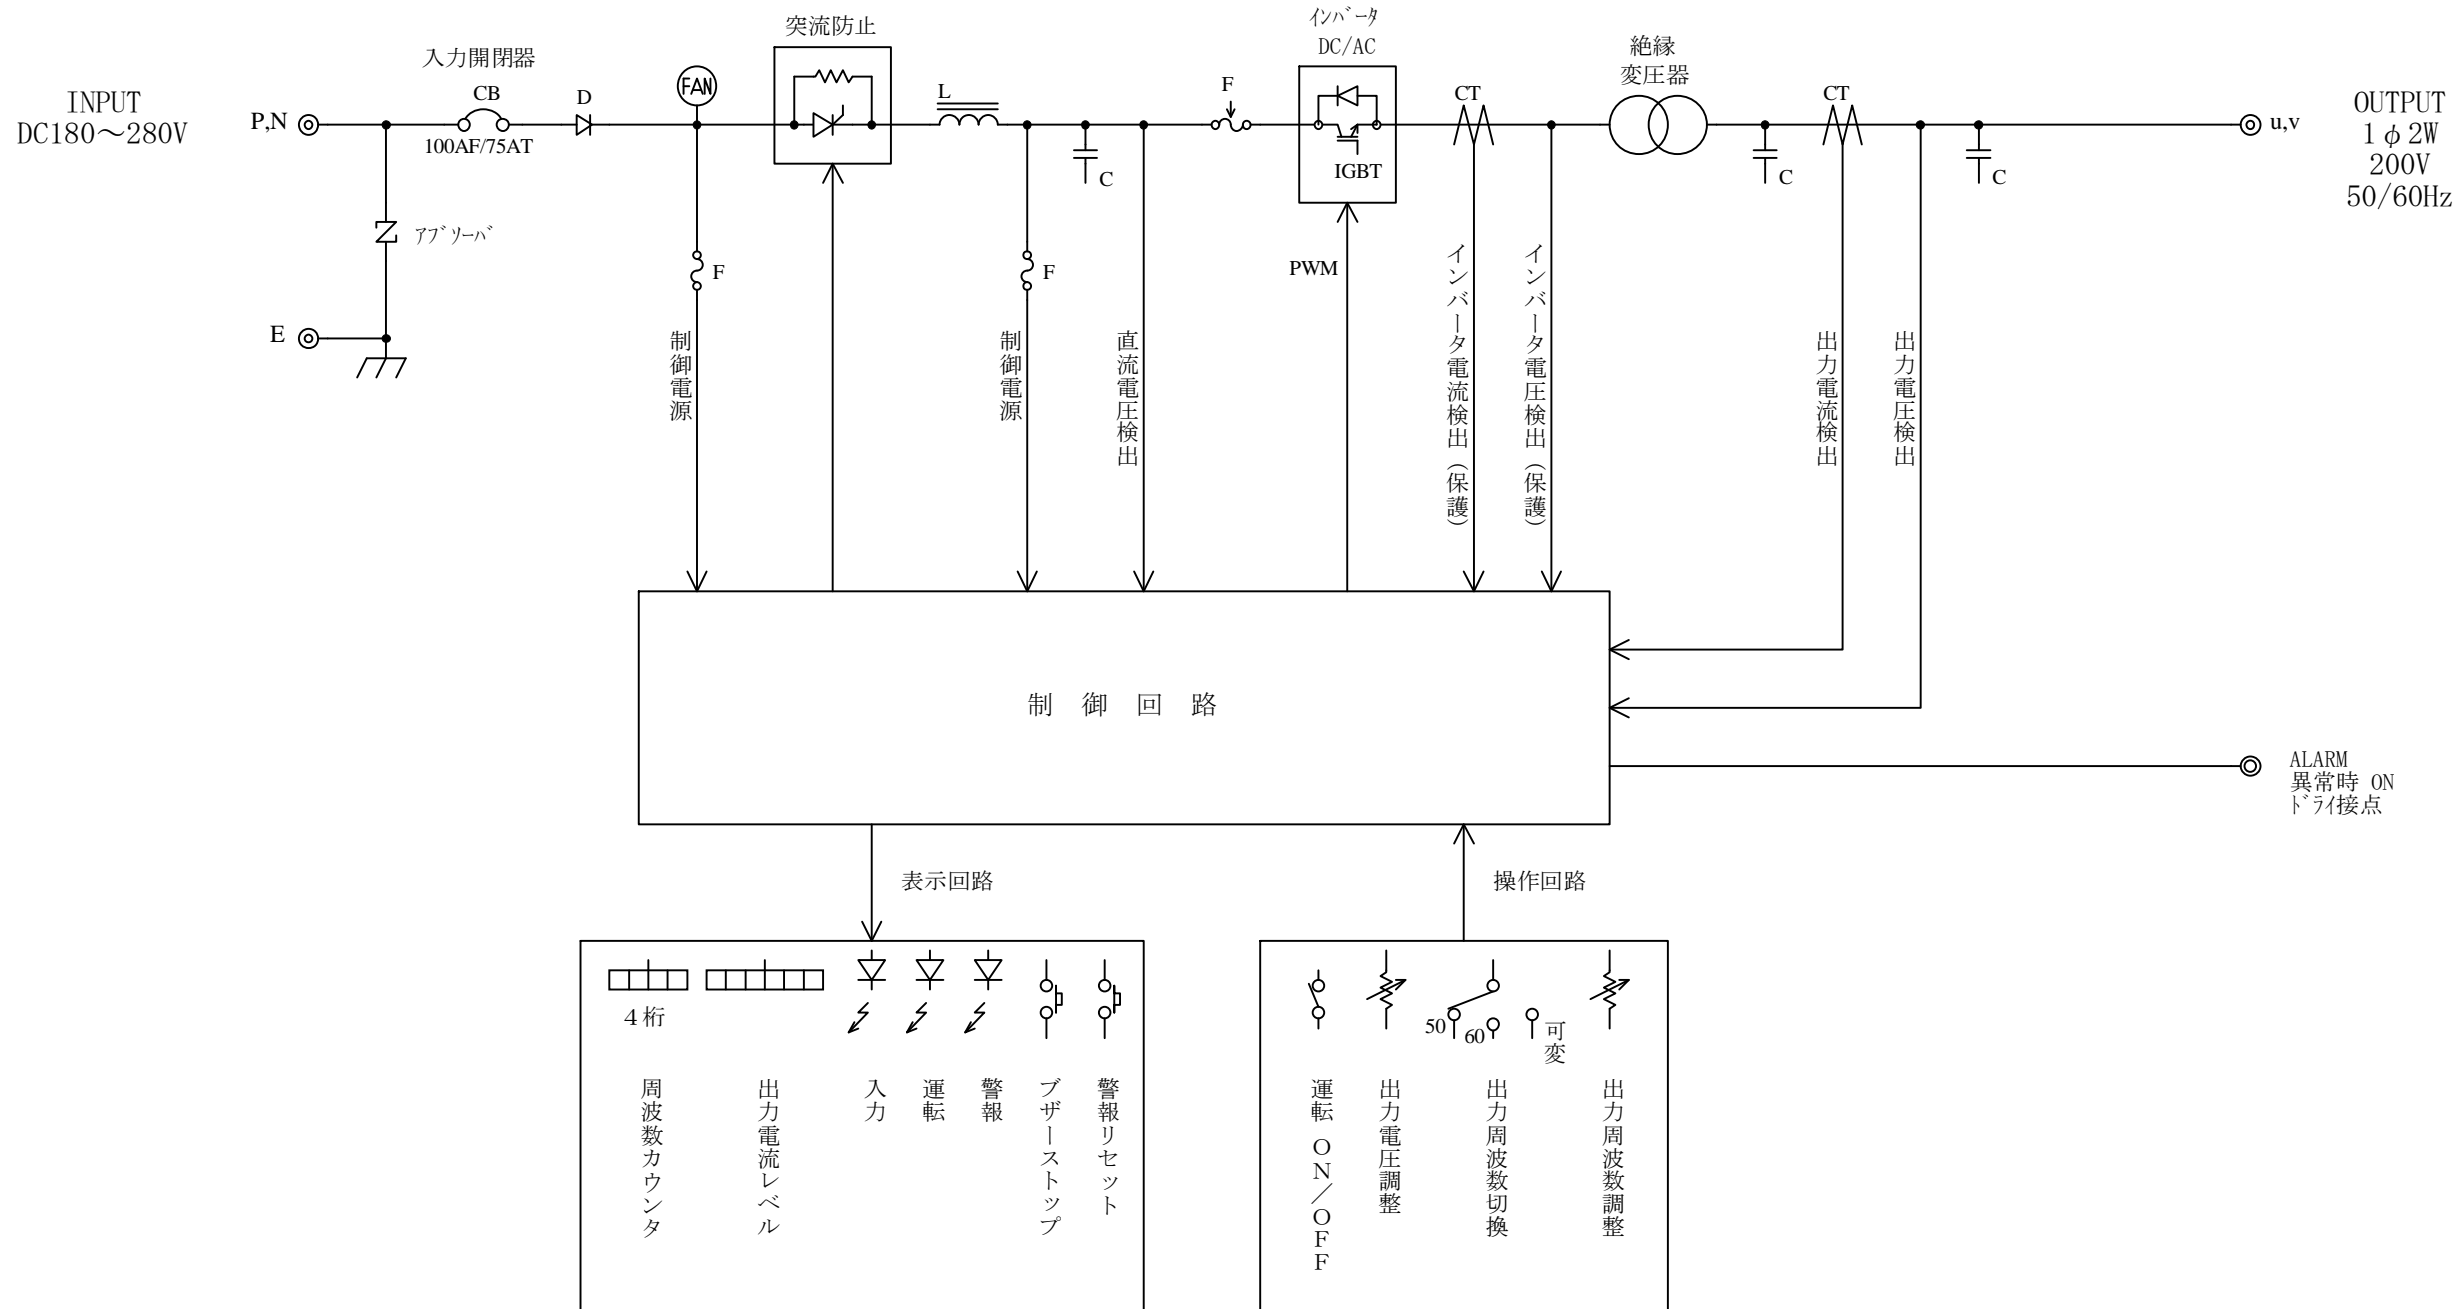 INPUT
DC180～280V
P,N
入力開閉器
CB
100AF/75AT
D
FAN
突流防止
L
C
F
インバータ
DC/AC
IGBT
CT
絶縁
変圧器
C
CT
C
u,v
OUTPUT
1φ2W
200V
50/60Hz
アブソーバ
E
F
制御電源
F
制御電源
直流電圧検出
PWM
インバータ電流検出（保護）
インバータ電圧検出（保護）
出力電流検出
出力電圧検出
制御回路
ALARM
異常時 ON
ドライ接点
表示回路
操作回路
4桁
周波数カウンタ
出力電流レベル
入力
運転
警報
ブザーストップ
警報リセット
50
60
可変
運転 ON／OFF
出力電圧調整
出力周波数切換
出力周波数調整